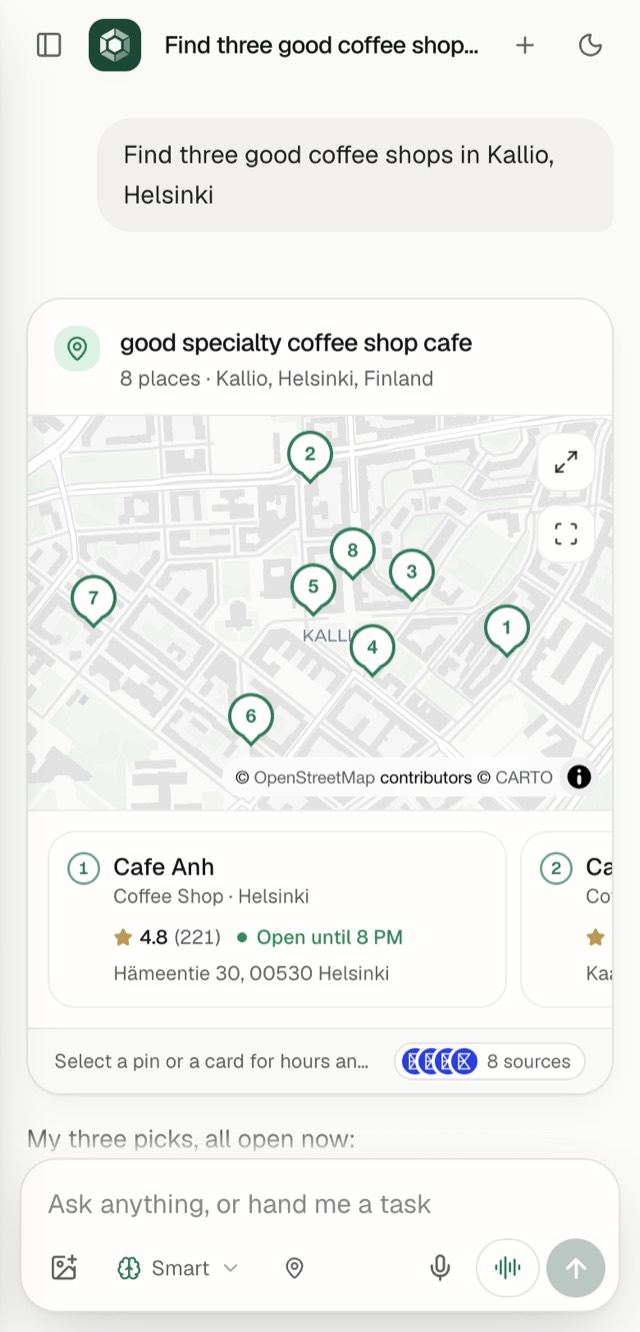 Find three good coffee shop...
Find three good coffee shops in Kallio,
Helsinki
good specialty coffee shop cafe
8 places · Kallio, Helsinki, Finland
2
8
3
5
7
1
KALLI
4
6
© OpenStreetMap contributors © CARTO
1 Cafe Anh
Coffee Shop · Helsinki
4.8 (221) • Open until 8 PM
Hämeentie 30, 00530 Helsinki
2
Select a pin or a card for hours an...
8 sources
My three picks, all open now:
Ask anything, or hand me a task
Smart